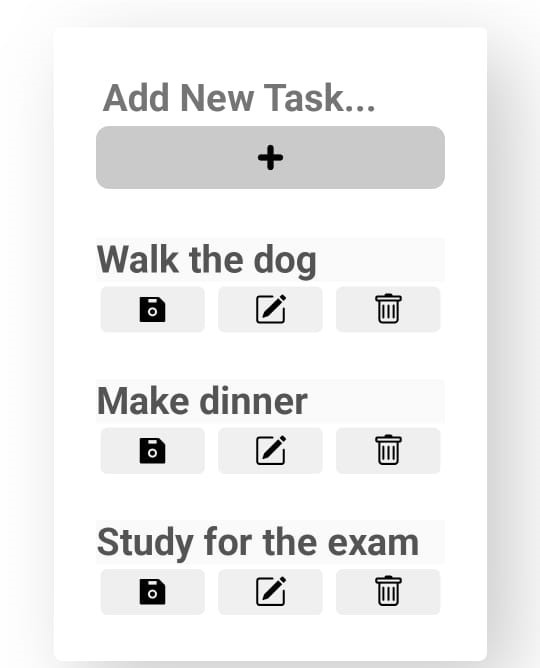 Add New Task...
Walk the dog
Make dinner
Study for the exam